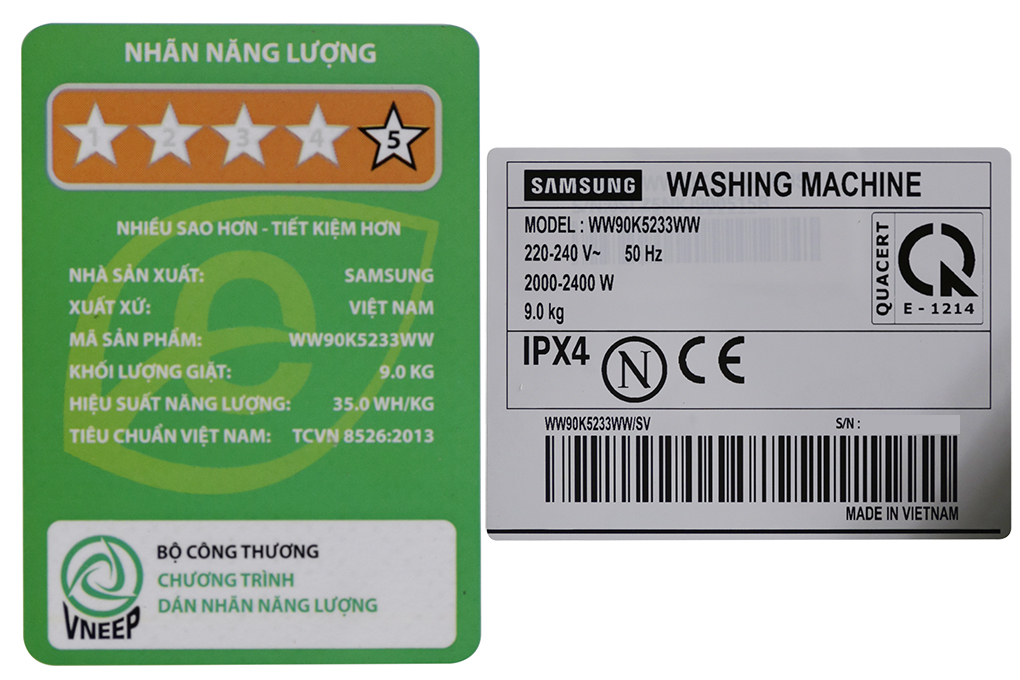 NHÃN NĂNG LƯỢNG
1 2 3 4 5
NHIỀU SAO HƠN - TIẾT KIỆM HƠN
NHÀ SẢN XUẤT: SAMSUNG
XUẤT XỨ: VIỆT NAM
MÃ SẢN PHẨM: WW90K5233WW
KHỐI LƯỢNG GIẶT: 9.0 KG
HIỆU SUẤT NĂNG LƯỢNG: 35.0 WH/KG
TIÊU CHUẨN VIỆT NAM: TCVN 8526:2013
VNEEP
BỘ CÔNG THƯƠNG
CHƯƠNG TRÌNH
DÁN NHÃN NĂNG LƯỢNG
SAMSUNG WASHING MACHINE
MODEL : WW90K5233WW
220-240 V~ 50 Hz
2000-2400 W
9.0 kg
QUACERT
E - 1214
IPX4 N CE
WW90K5233WW/SV S/N :
MADE IN VIETNAM